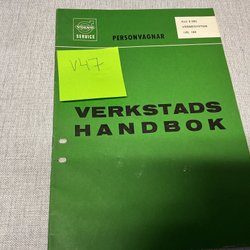 VOLVO
SERVICE
PERSONVAGNAR
V47
VERKSTADS
HANDBOK